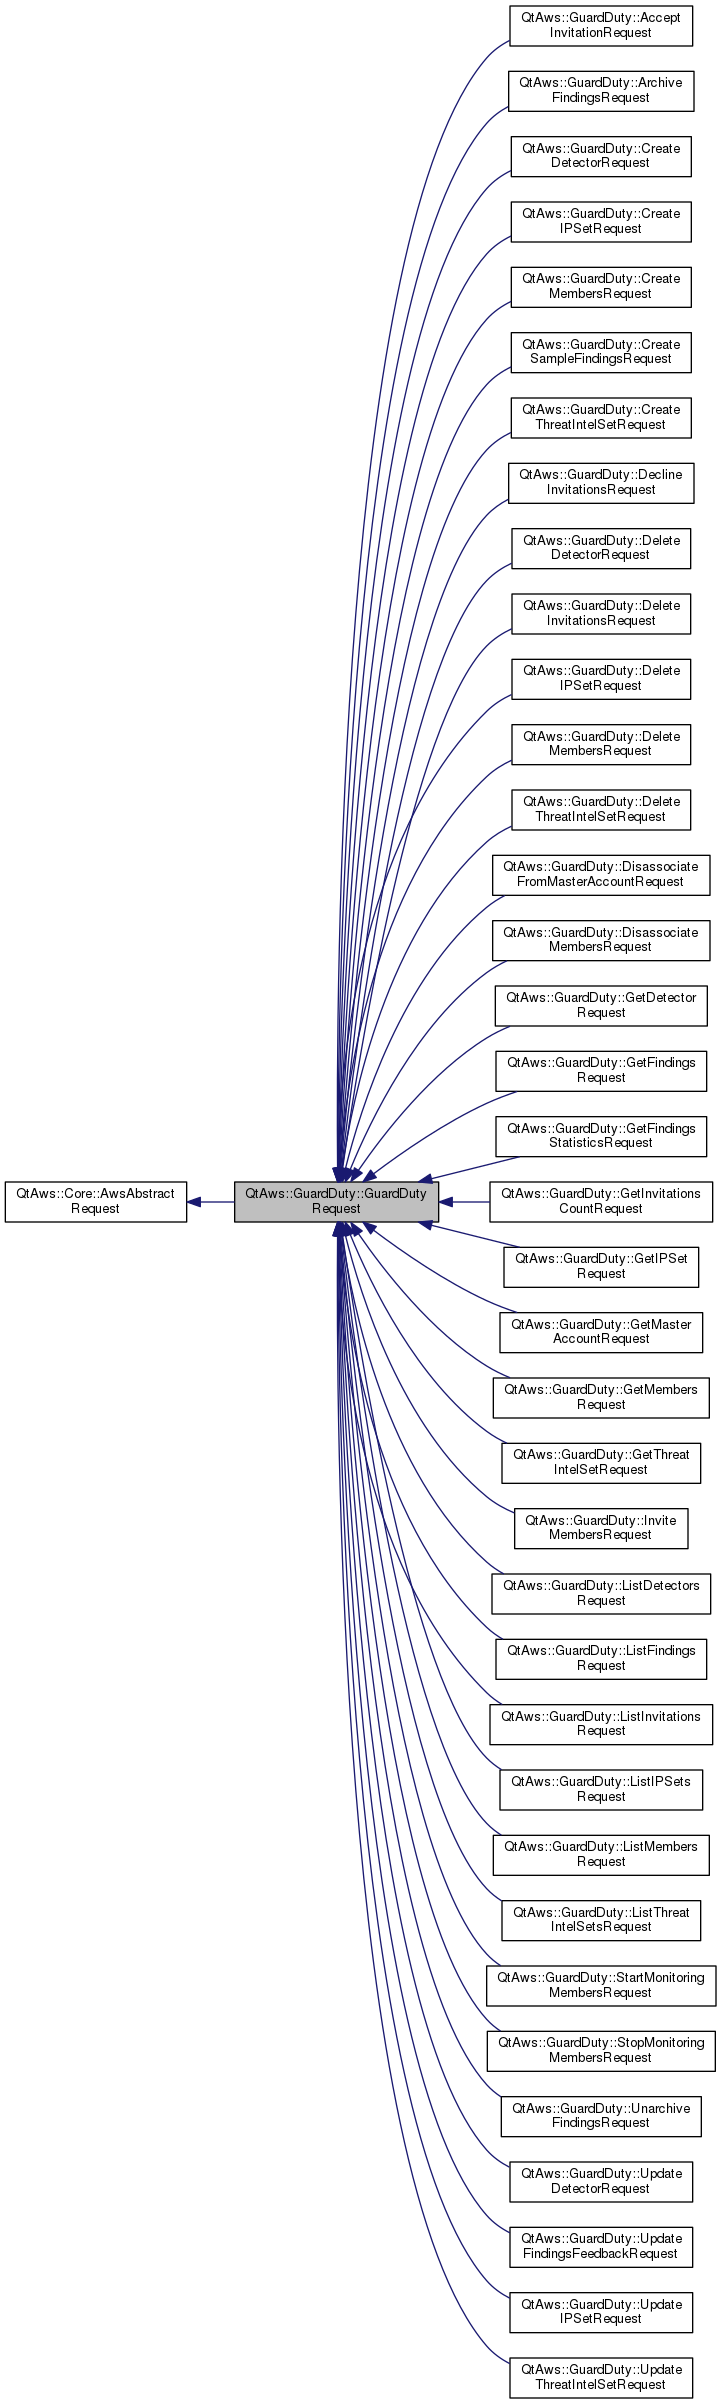 QtAws::GuardDuty::Accept
InvitationRequest
QtAws::GuardDuty::Archive
FindingsRequest
QtAws::GuardDuty::Create
DetectorRequest
QtAws::GuardDuty::Create
IPSetRequest
QtAws::GuardDuty::Create
MembersRequest
QtAws::GuardDuty::Create
SampleFindingsRequest
QtAws::GuardDuty::Create
ThreatIntelSetRequest
QtAws::GuardDuty::Decline
InvitationsRequest
QtAws::GuardDuty::Delete
DetectorRequest
QtAws::GuardDuty::Delete
InvitationsRequest
QtAws::GuardDuty::Delete
IPSetRequest
QtAws::GuardDuty::Delete
MembersRequest
QtAws::GuardDuty::Delete
ThreatIntelSetRequest
QtAws::GuardDuty::Disassociate
FromMasterAccountRequest
QtAws::GuardDuty::Disassociate
MembersRequest
QtAws::GuardDuty::GetDetector
Request
QtAws::GuardDuty::GetFindings
Request
QtAws::GuardDuty::GetFindings
StatisticsRequest
QtAws::Core::AwsAbstract
Request
QtAws::GuardDuty::GuardDuty
Request
QtAws::GuardDuty::GetInvitations
CountRequest
QtAws::GuardDuty::GetIPSet
Request
QtAws::GuardDuty::GetMaster
AccountRequest
QtAws::GuardDuty::GetMembers
Request
QtAws::GuardDuty::GetThreat
IntelSetRequest
QtAws::GuardDuty::Invite
MembersRequest
QtAws::GuardDuty::ListDetectors
Request
QtAws::GuardDuty::ListFindings
Request
QtAws::GuardDuty::ListInvitations
Request
QtAws::GuardDuty::ListIPSets
Request
QtAws::GuardDuty::ListMembers
Request
QtAws::GuardDuty::ListThreat
IntelSetsRequest
QtAws::GuardDuty::StartMonitoring
MembersRequest
QtAws::GuardDuty::StopMonitoring
MembersRequest
QtAws::GuardDuty::Unarchive
FindingsRequest
QtAws::GuardDuty::Update
DetectorRequest
QtAws::GuardDuty::Update
FindingsFeedbackRequest
QtAws::GuardDuty::Update
IPSetRequest
QtAws::GuardDuty::Update
ThreatIntelSetRequest